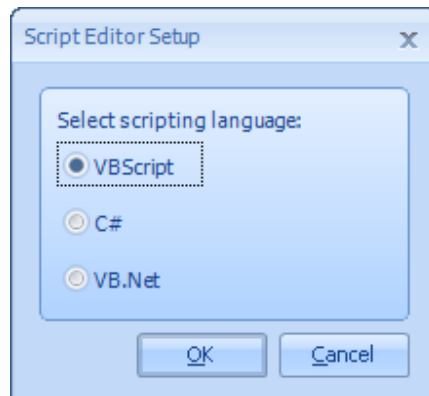 Script Editor Setup
Select scripting language:
VBScript
C#
VB.Net
OK
Cancel